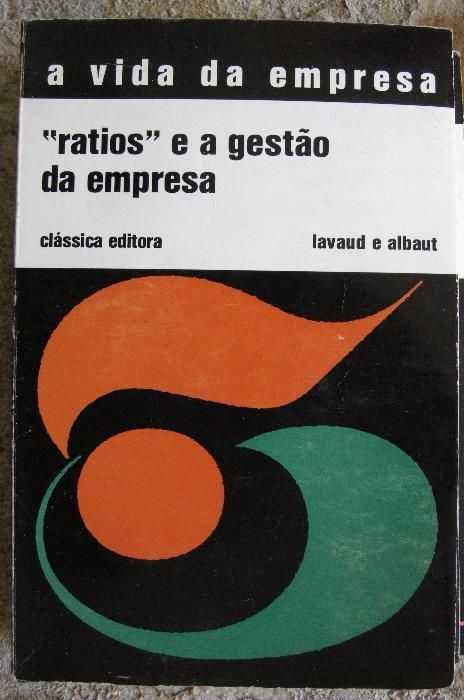 a vida da empresa
"ratios" e a gestão
da empresa
clássica editora
lavaud e albaut